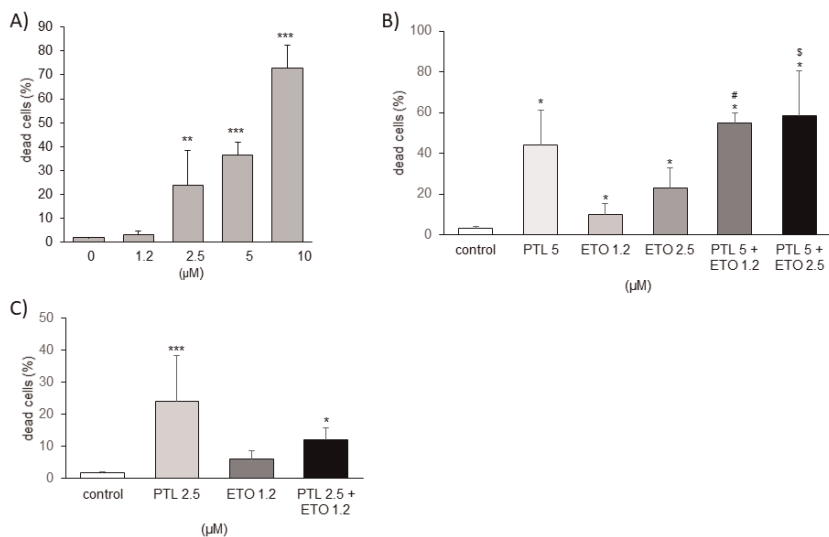 A)
dead cells (%)
90
80
70
60
50
40
30
20
10
0
**
***
***
0 1.2 2.5 5 10
(µM)
B)
dead cells (%)
100
80
60
40
20
0
*
*
*
#
*
$
*
control PTL 5 ETO 1.2 ETO 2.5 PTL 5 + PTL 5 +
ETO 1.2 ETO 2.5
(µM)
C)
dead cells (%)
50
40
30
20
10
0
***
*
control PTL 2.5 ETO 1.2 PTL 2.5 +
ETO 1.2
(µM)